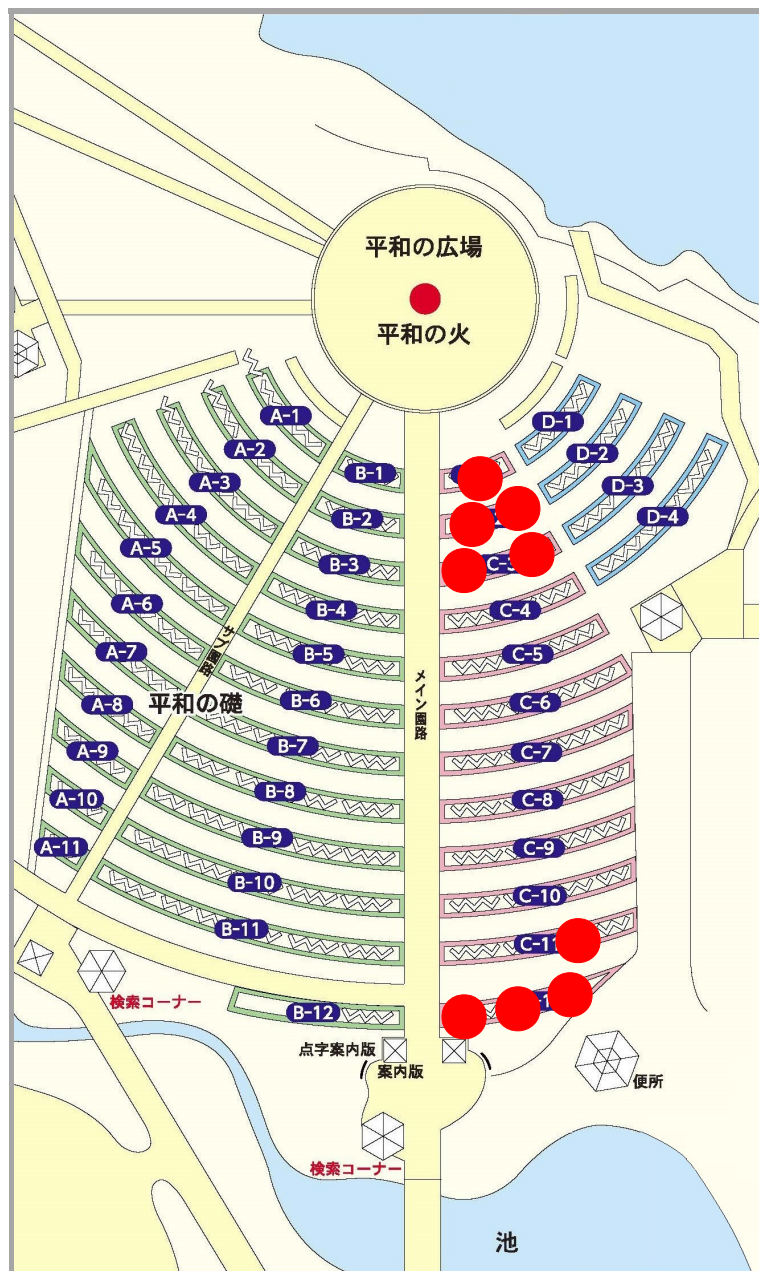 平和の広場
平和の火
A-1
A-2
A-3
A-4
A-5
A-6
A-7
A-8
A-9
A-10
A-11
B-1
B-2
B-3
B-4
B-5
B-6
B-7
B-8
B-9
B-10
B-11
B-12
C-4
C-5
C-6
C-7
C-8
C-9
C-10
C-11
D-1
D-2
D-3
D-4
サブ園路
メイン園路
平和の礎
検索コーナー
点字案内版
案内版
便所
検索コーナー
池